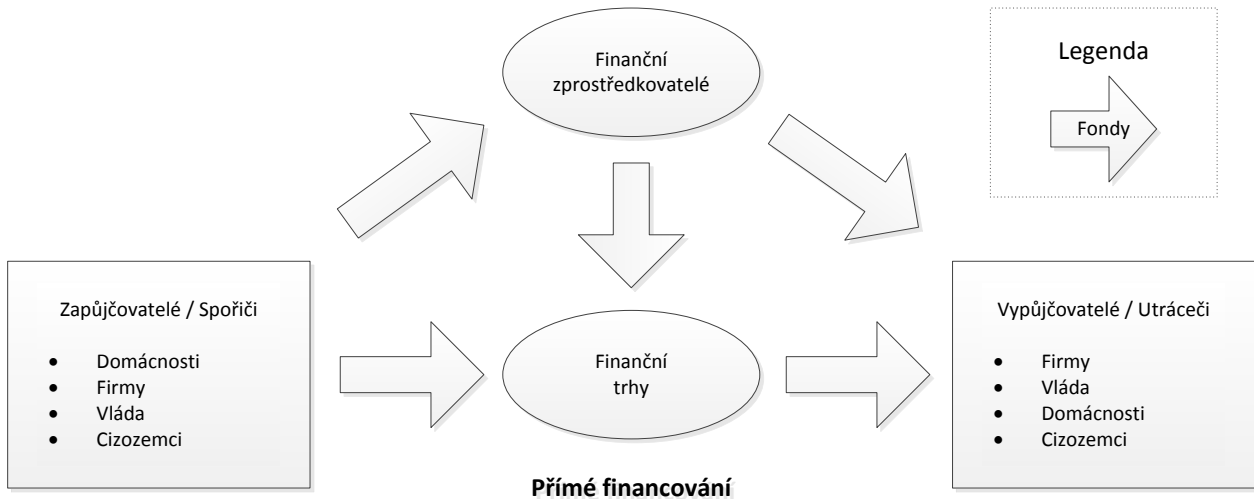 Finanční
zprostředkovatelé
Legenda
Fondy
Zapůjčovatelé / Spořiči
• Domácnosti
• Firmy
• Vláda
• Cizozemci
Finanční
trhy
Vypůjčovatelé / Utráceči
• Firmy
• Vláda
• Domácnosti
• Cizozemci
Přímé financování